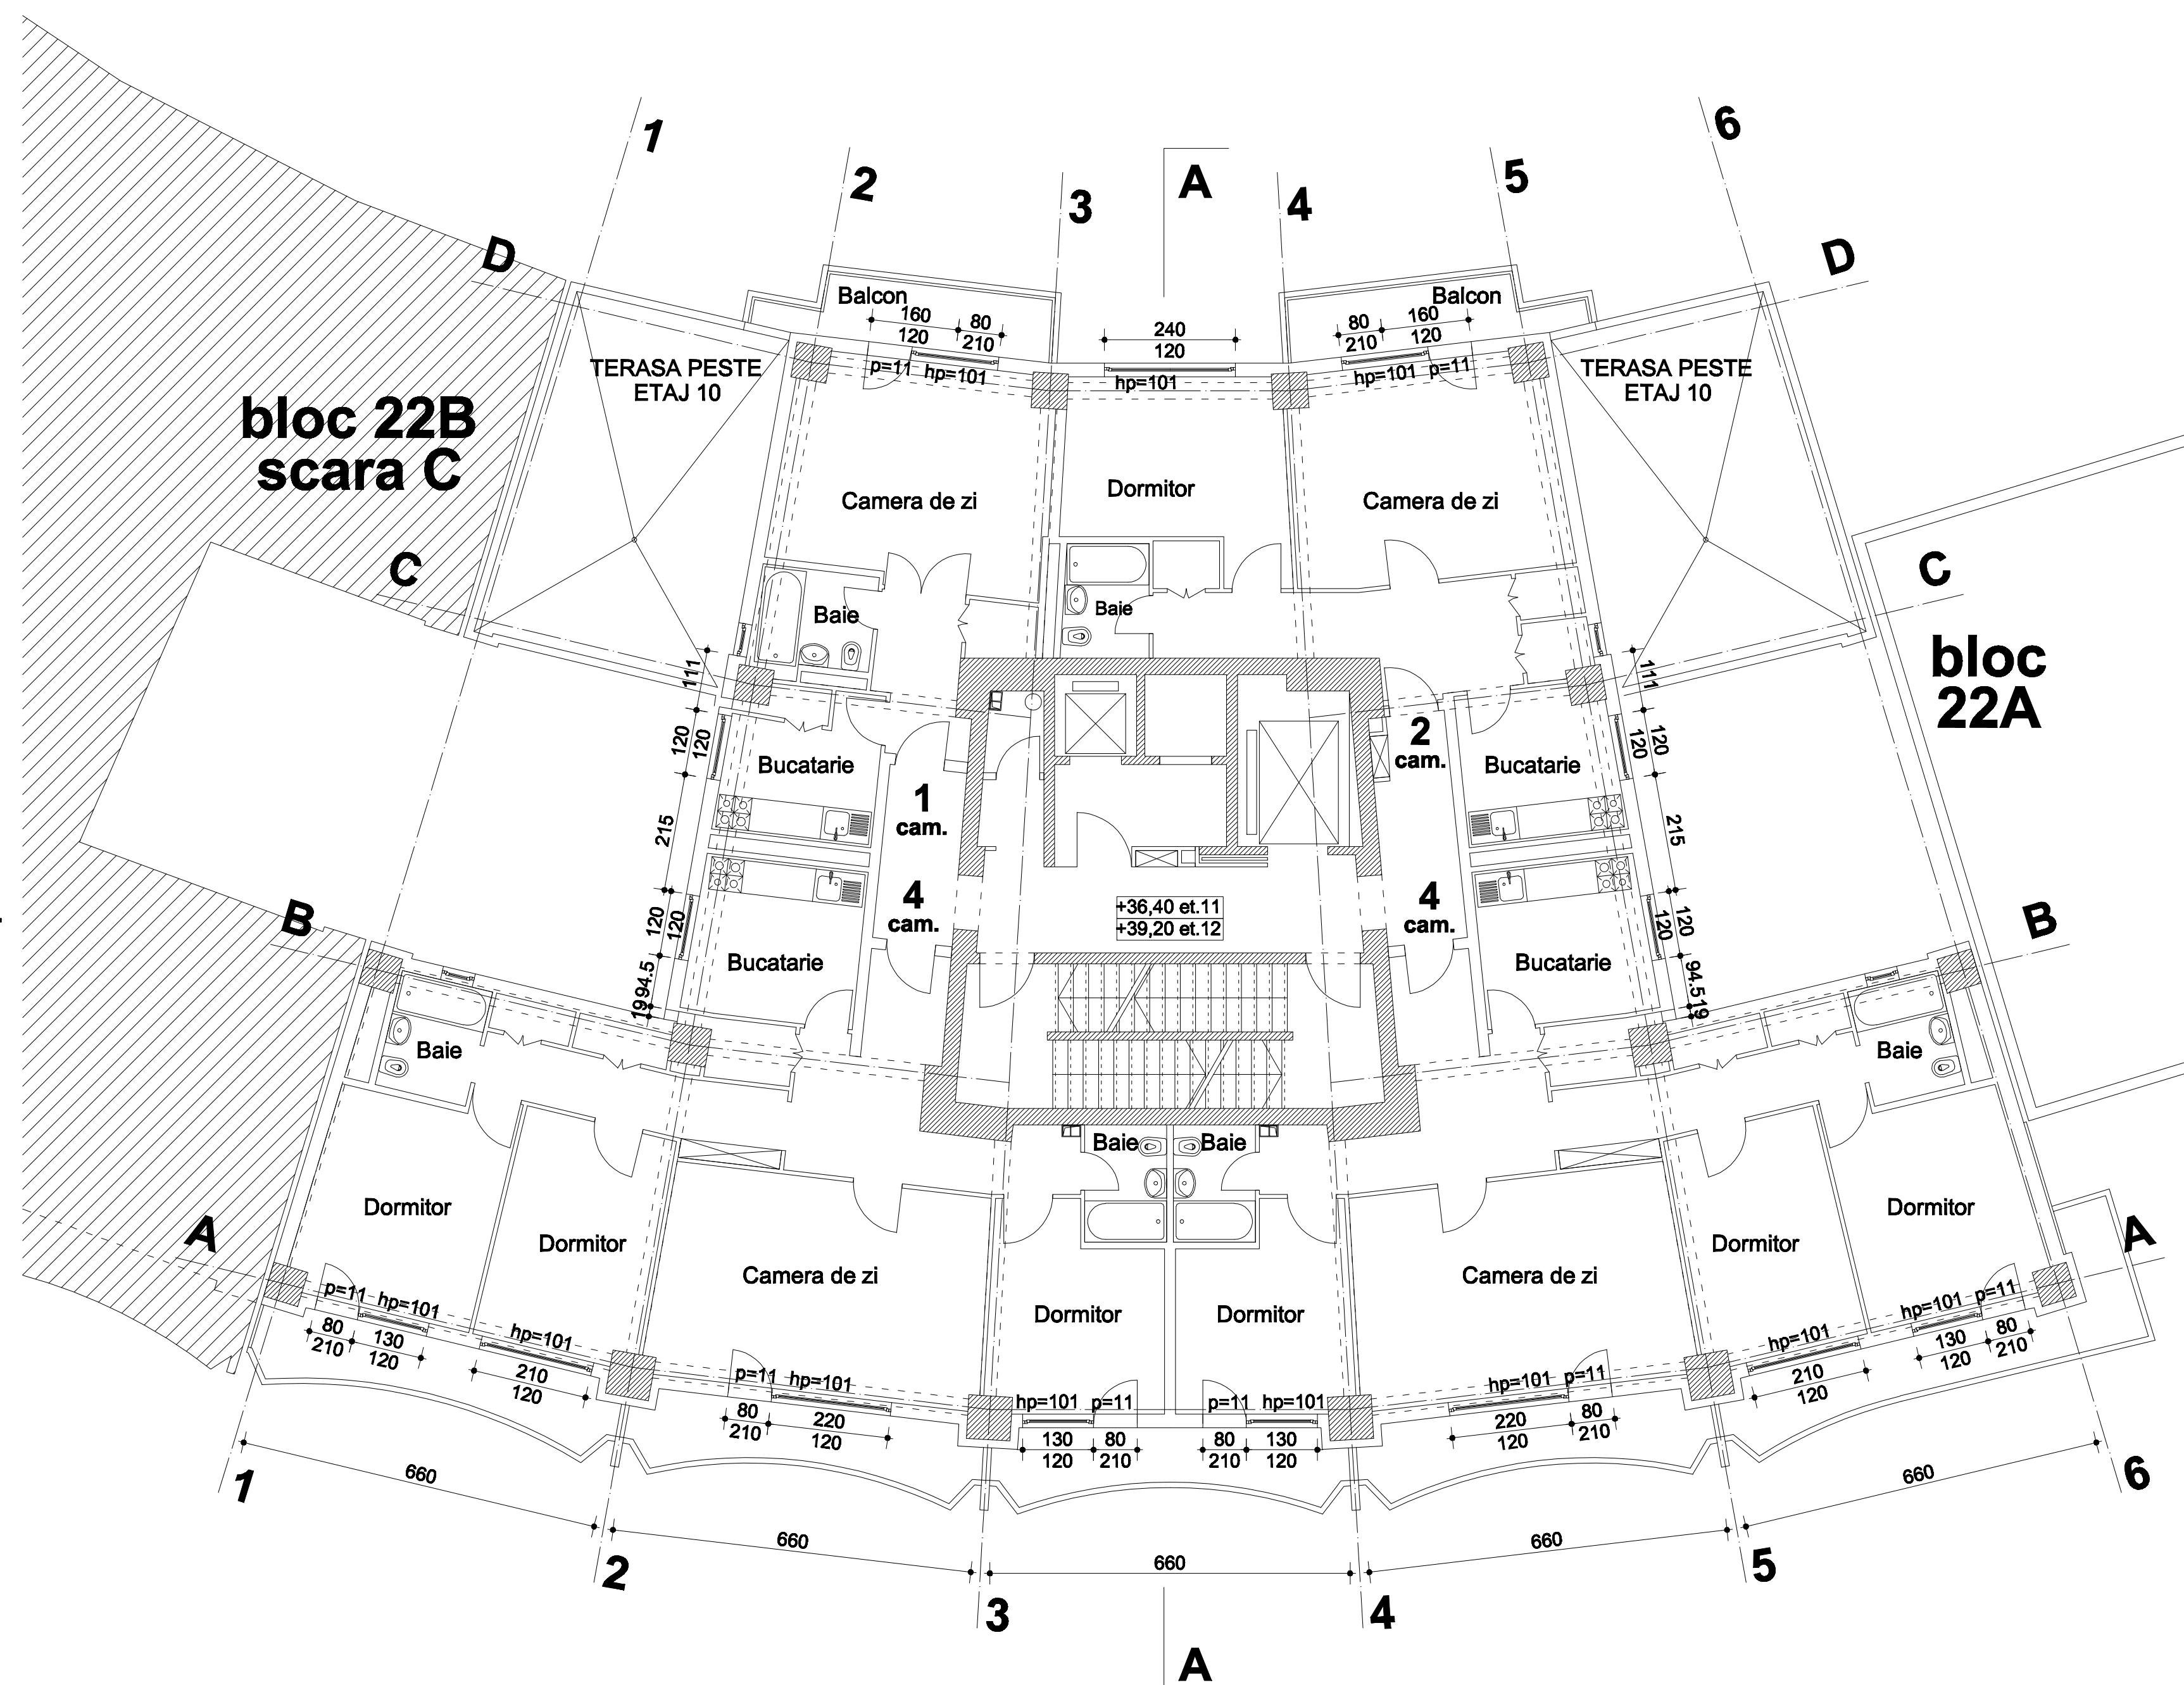 1
2
3
A
4
5
6
D
D
Balcon
160
80
120
210
240
120
Balcon
80
160
210
120
TERASA PESTE
ETAJ 10
p=11
hp=101
hp=101
hp=101
p=11
TERASA PESTE
ETAJ 10
bloc 22B
scara C
Camera de zi
Dormitor
Camera de zi
C
C
Baie
Baie
bloc
22A
111
120
120
215
120
120
94.5
19
Bucatarie
1
cam.
4
cam.
Bucatarie
2
cam.
Bucatarie
4
cam.
Bucatarie
111
120
120
215
120
120
94.5
19
+36,40 et.11
+39,20 et.12
B
B
Baie
Baie
Baie
Baie
Dormitor
Dormitor
Camera de zi
Dormitor
Dormitor
Camera de zi
Dormitor
Dormitor
A
A
p=11
hp=101
hp=101
p=11
hp=101
hp=101
p=11
p=11
hp=101
hp=101
p=11
hp=101
hp=101
p=11
80
130
210
120
210
120
80
220
210
120
130
80
120
210
80
130
210
120
220
80
120
210
210
120
130
80
120
210
660
660
660
660
660
1
2
3
4
5
6
A